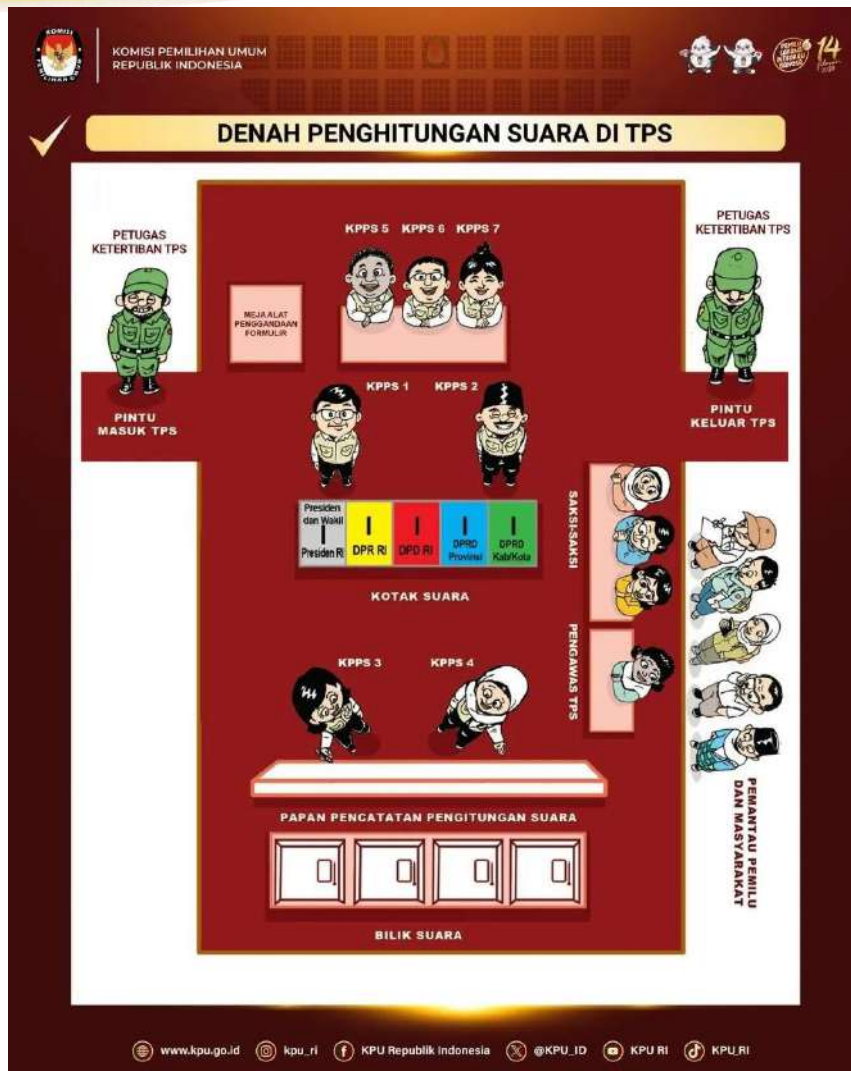 KOMISI PEMILIHAN UMUM
REPUBLIK INDONESIA
KOMISI
PEMILIHAN UMUM
14
DENAH PENGHITUNGAN SUARA DI TPS
PETUGAS
KETERTIBAN TPS
KPPS 5 KPPS 6 KPPS 7
PETUGAS
KETERTIBAN TPS
MEJA ALAT
PENGGANDAAN
FORMULIR
KPPS 1 KPPS 2
PINTU
MASUK TPS
PINTU
KELUAR TPS
Presiden
dan Wakil
Presiden RI
DPR RI
DPD RI
DPRD
Provinsi
DPRD
Kab/Kota
KOTAK SUARA
SAKSI-SAKSI
KPPS 3 KPPS 4
PENGAWAS TPS
PAPAN PENCATATAN PENGITUNGAN SUARA
PEMANTAU PEMILU
DAN MASYARAKAT
BILIK SUARA
www.kpu.go.id kpu_ri KPU Republik Indonesia @KPU_ID KPU RI KPU_RI